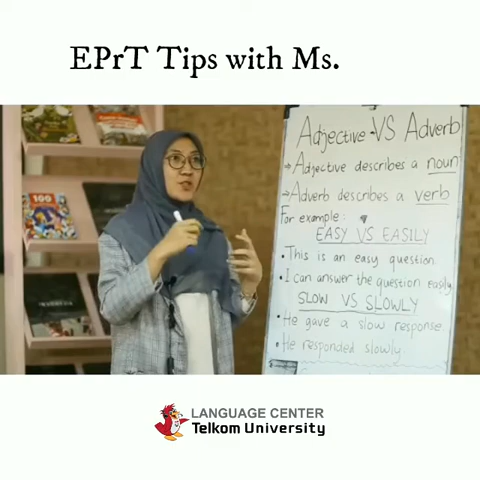 EPrT Tips with Ms.
Adjective VS Adverb
→ Adjective describes a noun
→ Adverb describes a verb
For example:
EASY VS EASILY
• This is an easy question.
• I can answer the question easily.
SLOW VS SLOWLY
• He gave a slow response.
• He responded slowly.
100
LANGUAGE CENTER
Telkom University